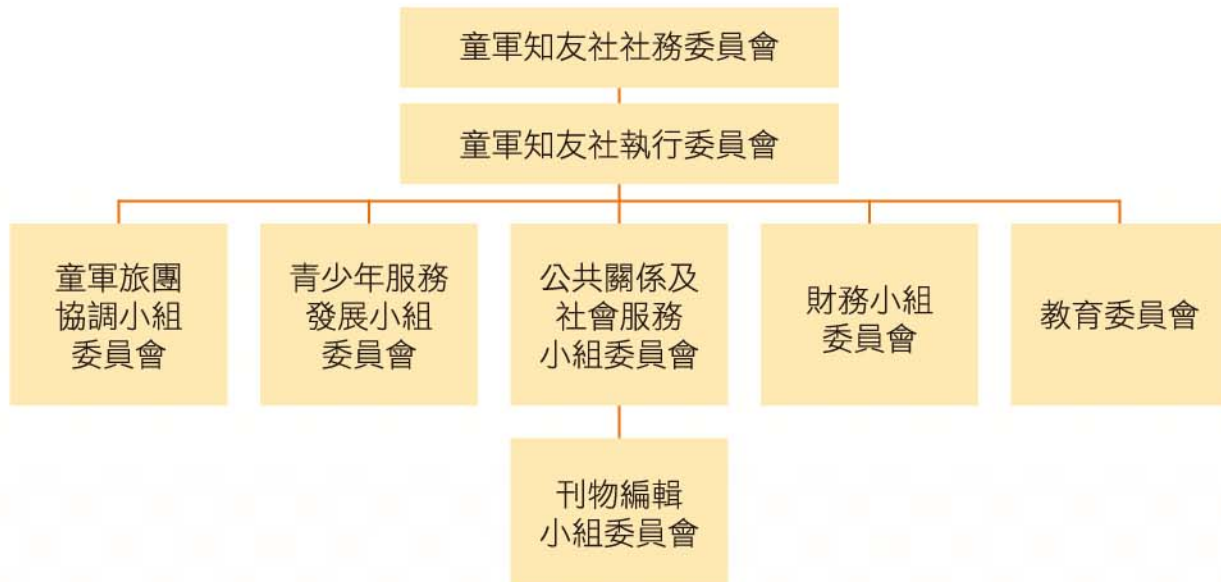 童軍知友社社務委員會
童軍知友社執行委員會
童軍旅團
協調小組
委員會
青少年服務
發展小組
委員會
公共關係及
社會服務
小組委員會
財務小組
委員會
教育委員會
刊物編輯
小組委員會